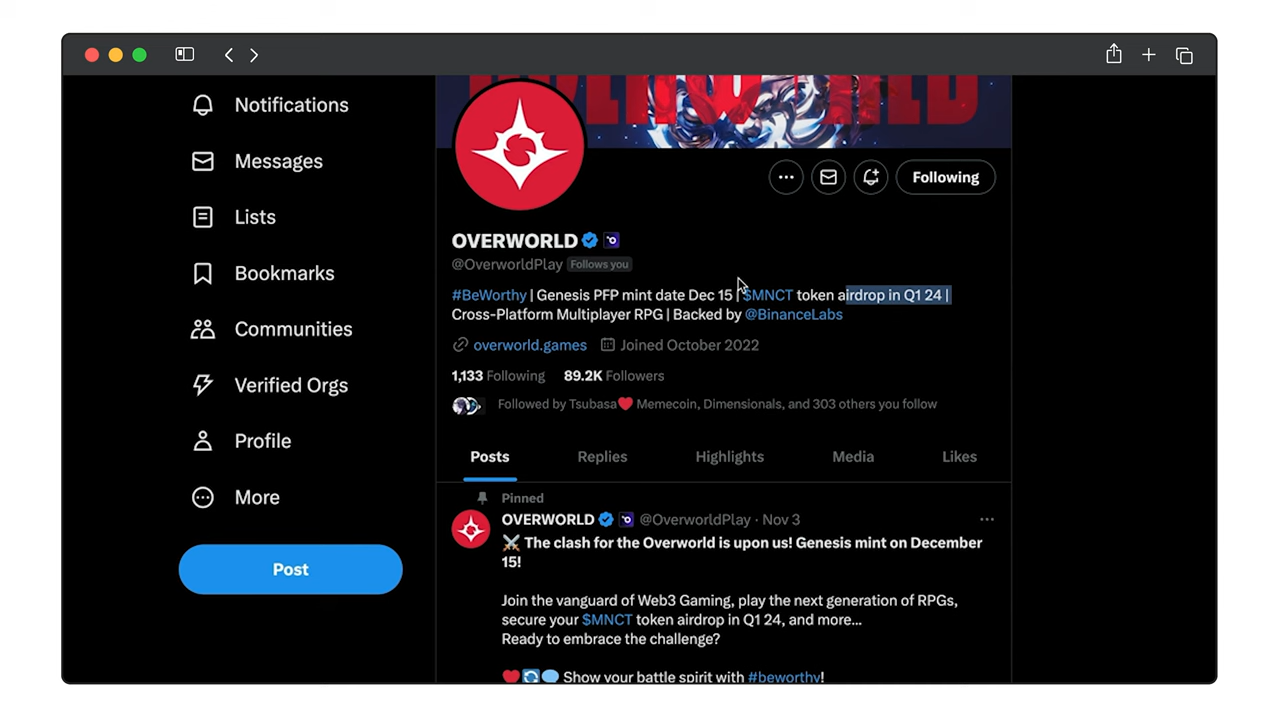 OVERWORLD
Notifications
Messages
Lists
Bookmarks
Communities
Verified Orgs
Profile
More
Post
Following
OVERWORLD
@OverworldPlay Follows you
#BeWorthy | Genesis PFP mint date Dec 15 | $MNCT token airdrop in Q1 24 |
Cross-Platform Multiplayer RPG | Backed by @BinanceLabs
overworld.games Joined October 2022
1,133 Following 89.2K Followers
Followed by Tsubasa❤️ Memecoin, Dimensionals, and 303 others you follow
Posts Replies Highlights Media Likes
Pinned
OVERWORLD @OverworldPlay · Nov 3
⚔️ The clash for the Overworld is upon us! Genesis mint on December
15!
Join the vanguard of Web3 Gaming, play the next generation of RPGs,
secure your $MNCT token airdrop in Q1 24, and more...
Ready to embrace the challenge?
❤️🔄💬 Show your battle spirit with #beworthy!